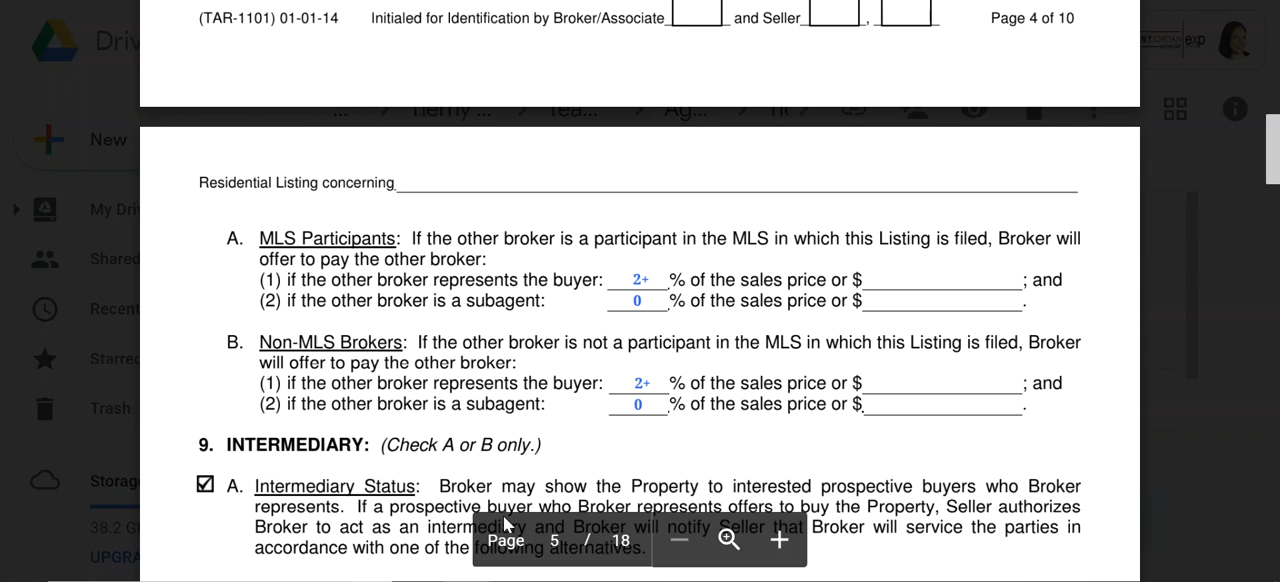 (TAR-1101) 01-01-14 Initialed for Identification by Broker/Associate and Seller , Page 4 of 10
Driv
exp
New
Residential Listing concerning
My Driv
A. MLS Participants: If the other broker is a participant in the MLS in which this Listing is filed, Broker will
offer to pay the other broker:
Shared
(1) if the other broker represents the buyer: 2+ % of the sales price or $ ; and
(2) if the other broker is a subagent: 0 % of the sales price or $ .
Recent
B. Non-MLS Brokers: If the other broker is not a participant in the MLS in which this Listing is filed, Broker
will offer to pay the other broker:
Starred
(1) if the other broker represents the buyer: 2+ % of the sales price or $ ; and
(2) if the other broker is a subagent: 0 % of the sales price or $ .
Trash
9. INTERMEDIARY: (Check A or B only.)
Storag
A. Intermediary Status: Broker may show the Property to interested prospective buyers who Broker
represents. If a prospective buyer who Broker represents offers to buy the Property, Seller authorizes
Broker to act as an intermediary and Broker will notify Seller that Broker will service the parties in
accordance with one of the following alternatives.
38.2 G
UPGRA
Page 5 / 18